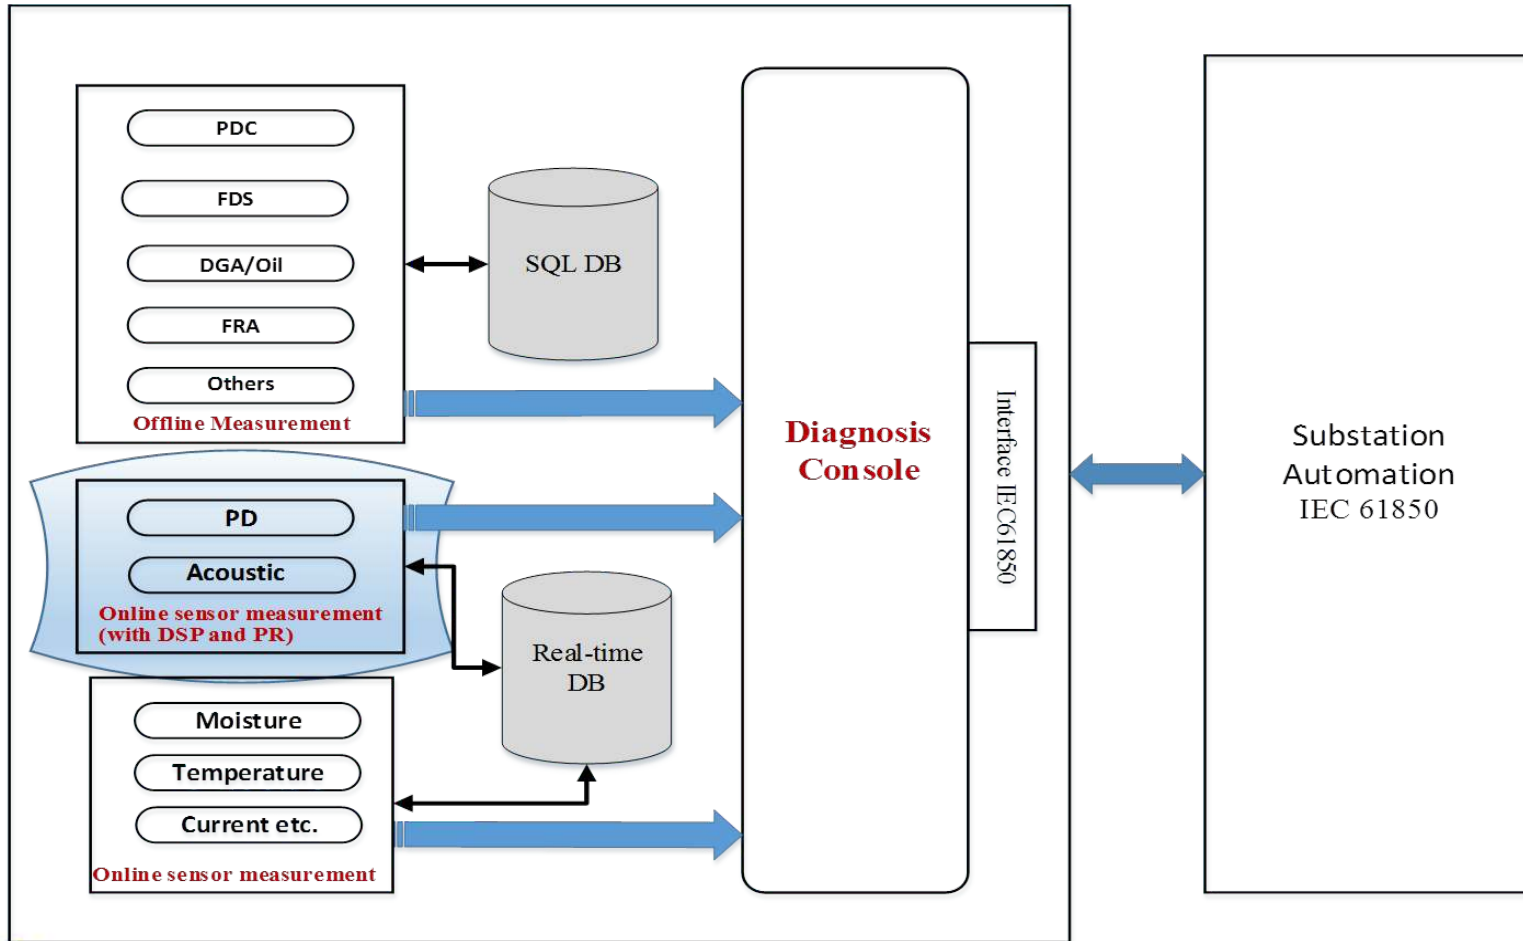 PDC
FDS
DGA/Oil
FRA
Others
Offline Measurement
SQL DB
PD
Acoustic
Online sensor measurement
(with DSP and PR)
Real-time
DB
Moisture
Temperature
Current etc.
Online sensor measurement
Diagnosis
Console
Interface IEC61850
Substation
Automation
IEC 61850